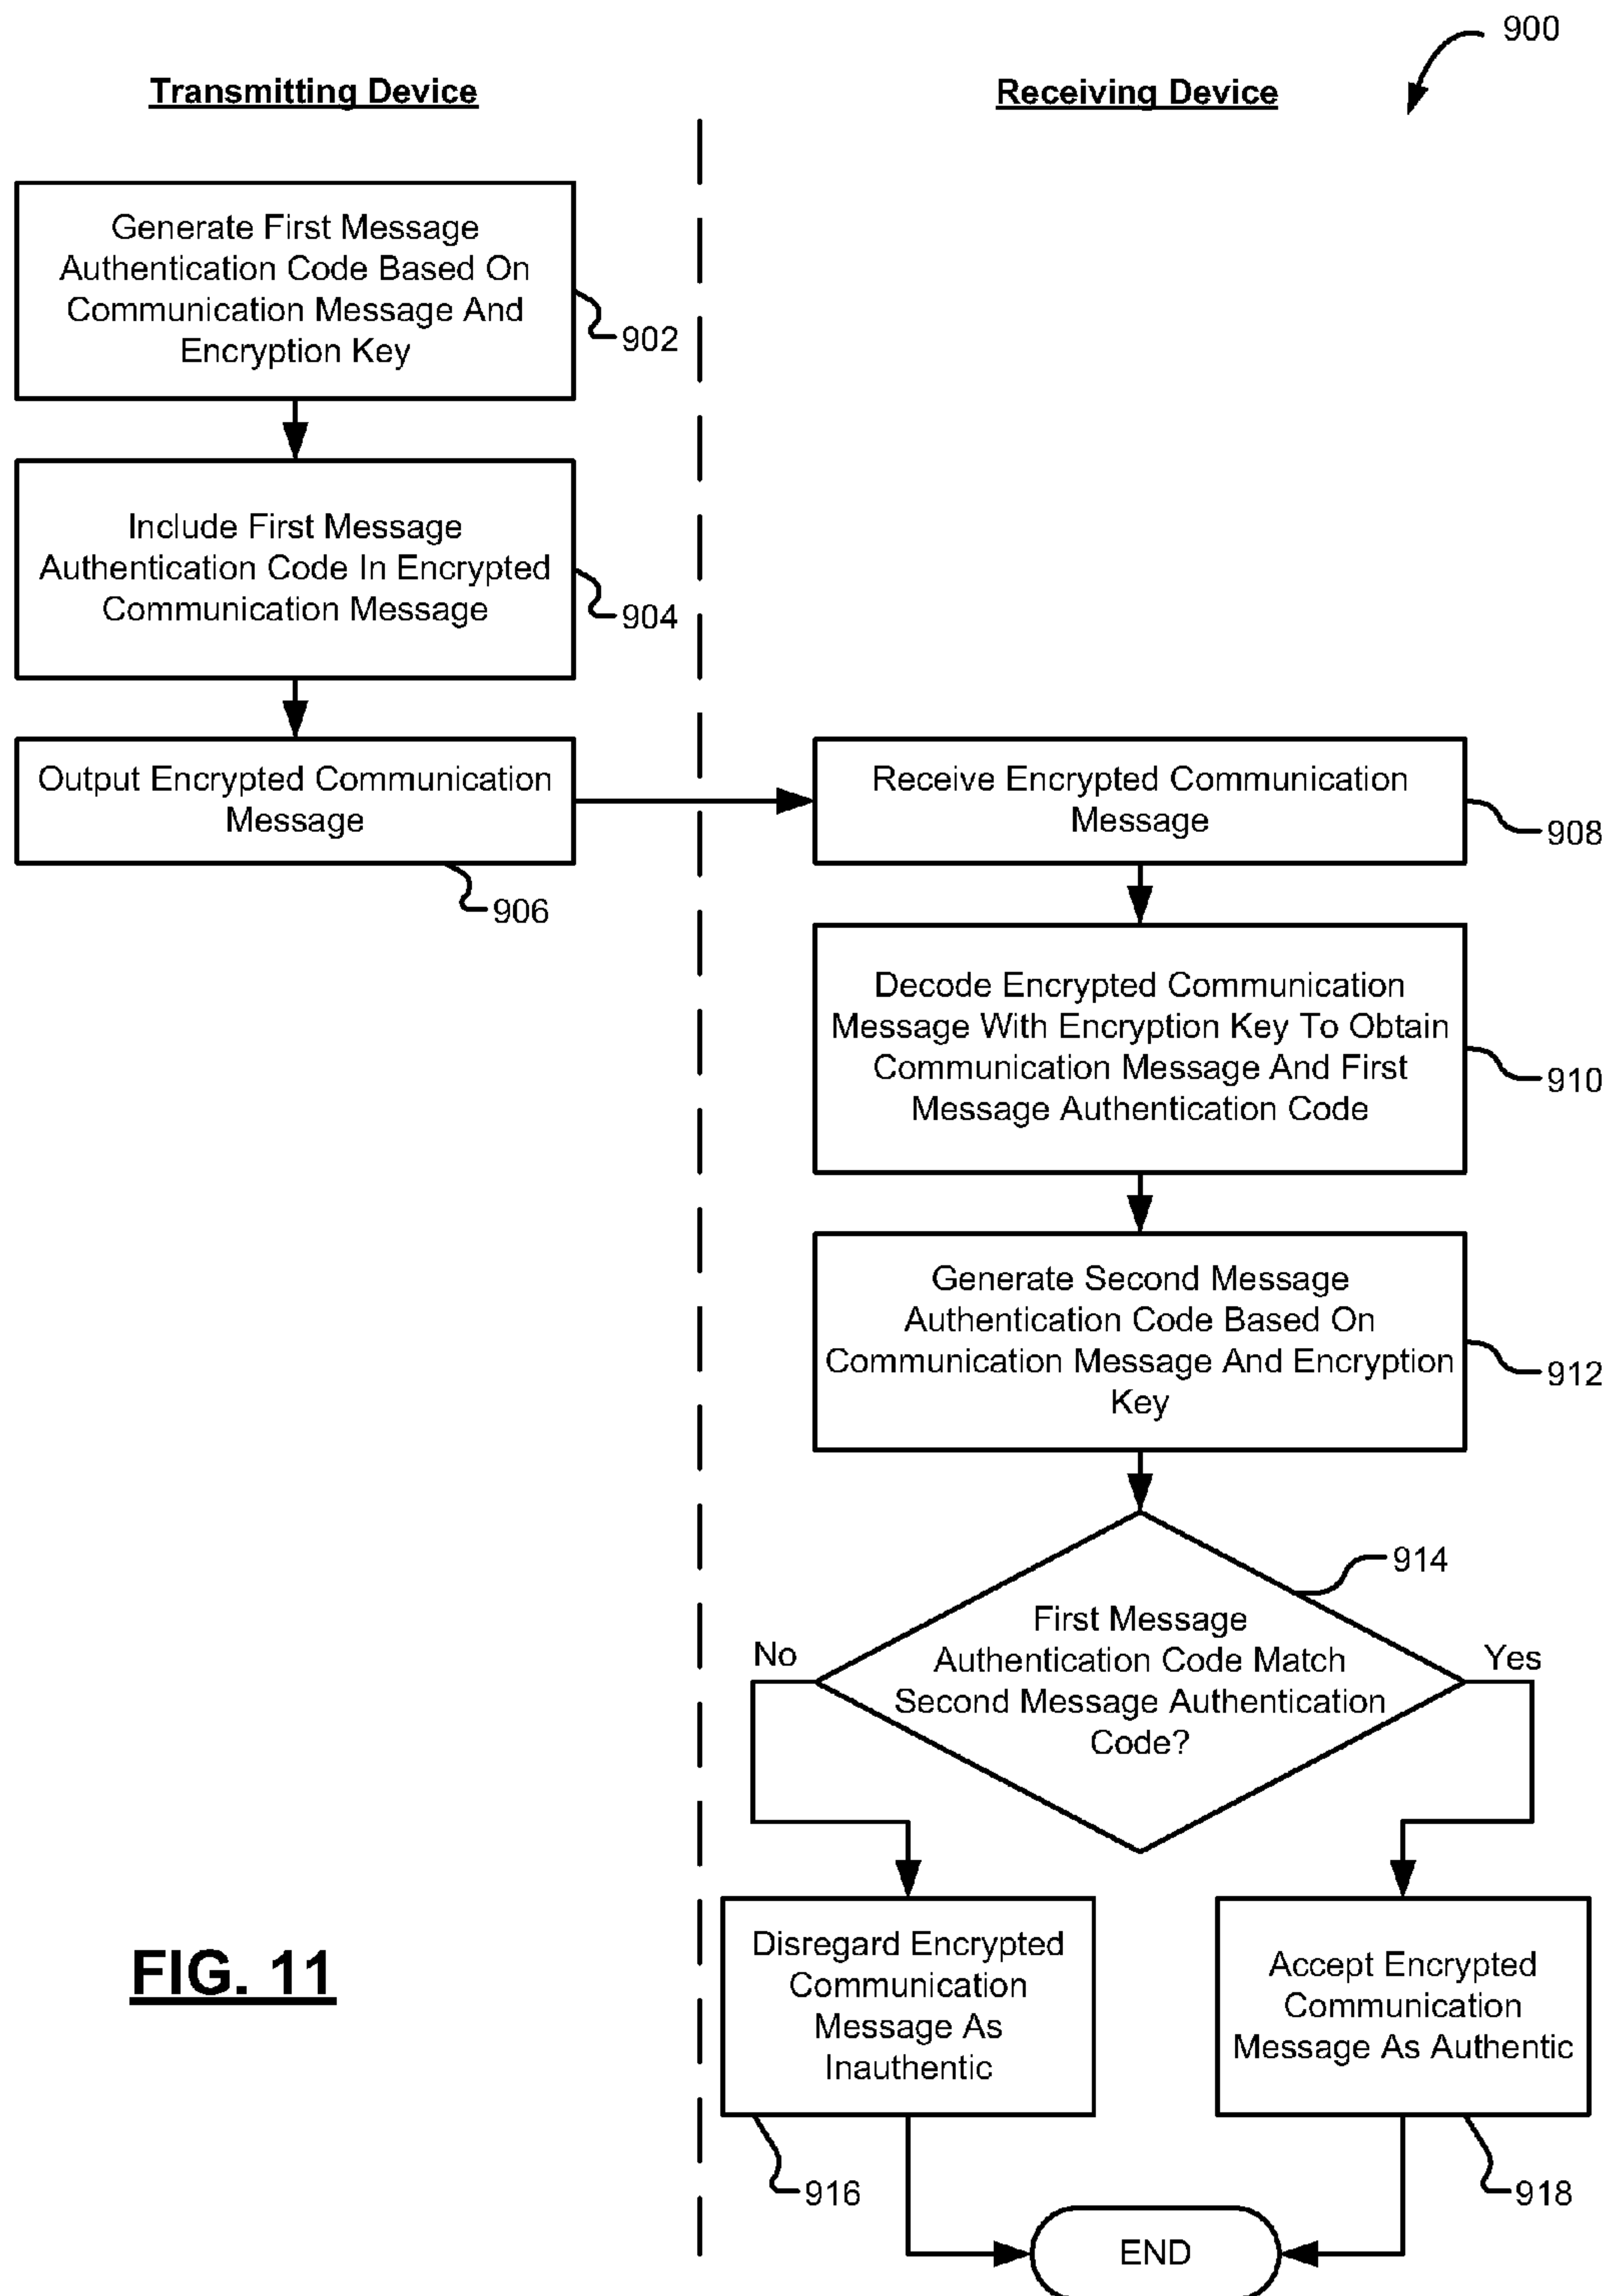 900
Transmitting Device
Receiving Device
Generate First Message
Authentication Code Based On
Communication Message And
Encryption Key
902
Include First Message
Authentication Code In Encrypted
Communication Message
904
Output Encrypted Communication
Message
906
Receive Encrypted Communication
Message
908
Decode Encrypted Communication
Message With Encryption Key To Obtain
Communication Message And First
Message Authentication Code
910
Generate Second Message
Authentication Code Based On
Communication Message And Encryption
Key
912
914
First Message
Authentication Code Match
Second Message Authentication
Code?
No
Yes
Disregard Encrypted
Communication
Message As
Inauthentic
916
Accept Encrypted
Communication
Message As Authentic
918
END
FIG. 11